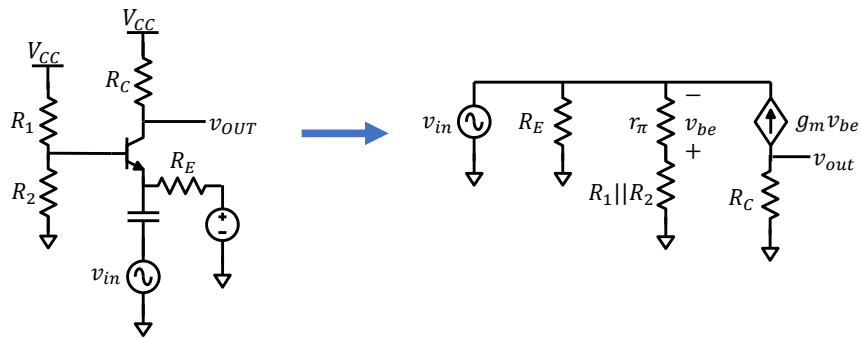 V_CC
V_CC
R_C
R_1
v_OUT
R_E
R_2
v_in
v_in
R_E
r_π
−
v_be
+
g_m v_be
v_out
R_1||R_2
R_C